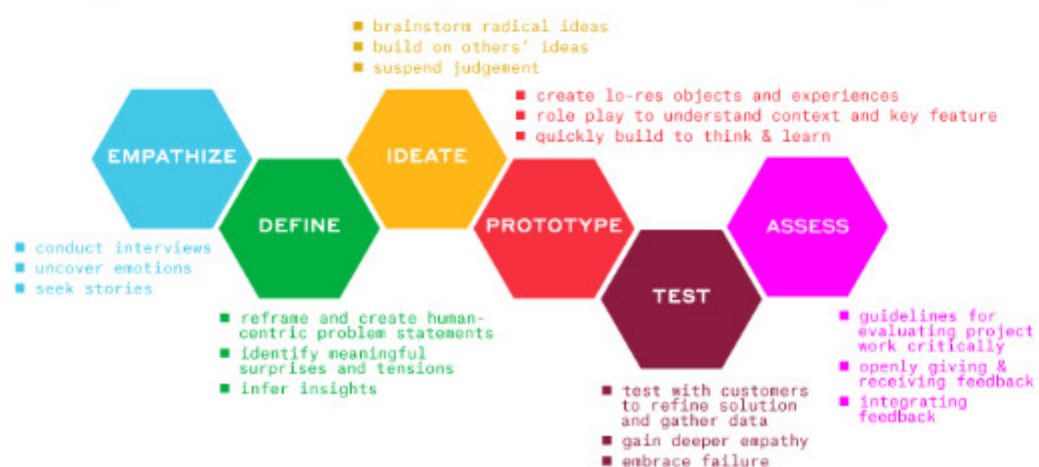 EMPATHIZE
■ conduct interviews
■ uncover emotions
■ seek stories
DEFINE
■ reframe and create human-
centric problem statements
■ identify meaningful
surprises and tensions
■ infer insights
IDEATE
■ brainstorm radical ideas
■ build on others' ideas
■ suspend judgement
PROTOTYPE
■ create lo-res objects and experiences
■ role play to understand context and key feature
■ quickly build to think & learn
TEST
■ test with customers
to refine solution
and gather data
■ gain deeper empathy
■ embrace failure
ASSESS
■ guidelines for
evaluating project
work critically
■ openly giving &
receiving feedback
■ integrating
feedback